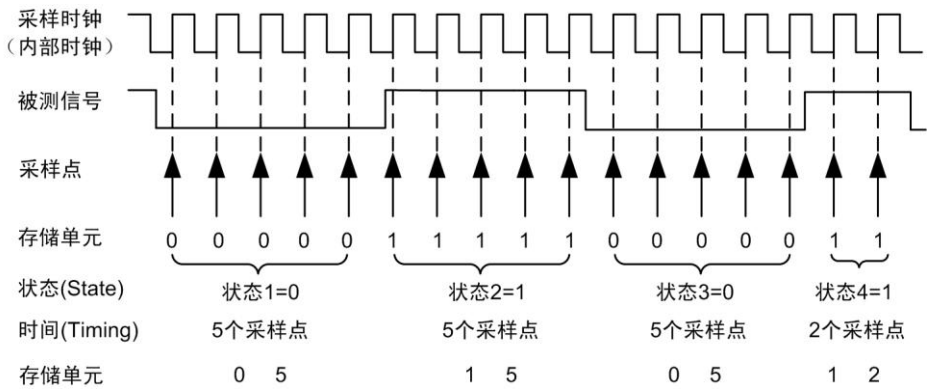 采样时钟
（内部时钟）
被测信号
采样点
存储单元 0 0 0 0 0 1 1 1 1 1 0 0 0 0 0 1 1
状态(State) 状态1=0 状态2=1 状态3=0 状态4=1
时间(Timing) 5个采样点 5个采样点 5个采样点 2个采样点
存储单元 0 5 1 5 0 5 1 2